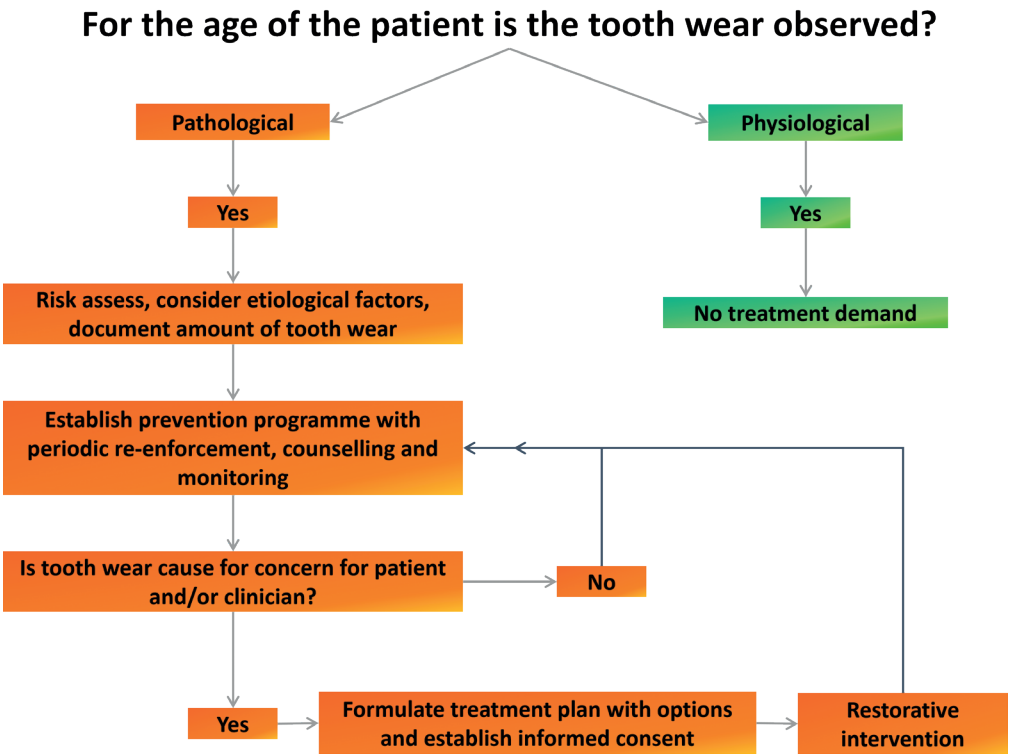 For the age of the patient is the tooth wear observed?
Pathological
Physiological
Yes
Yes
Risk assess, consider etiological factors,
document amount of tooth wear
No treatment demand
Establish prevention programme with
periodic re-enforcement, counselling and
monitoring
Is tooth wear cause for concern for patient
and/or clinician?
No
Yes
Formulate treatment plan with options
and establish informed consent
Restorative
intervention